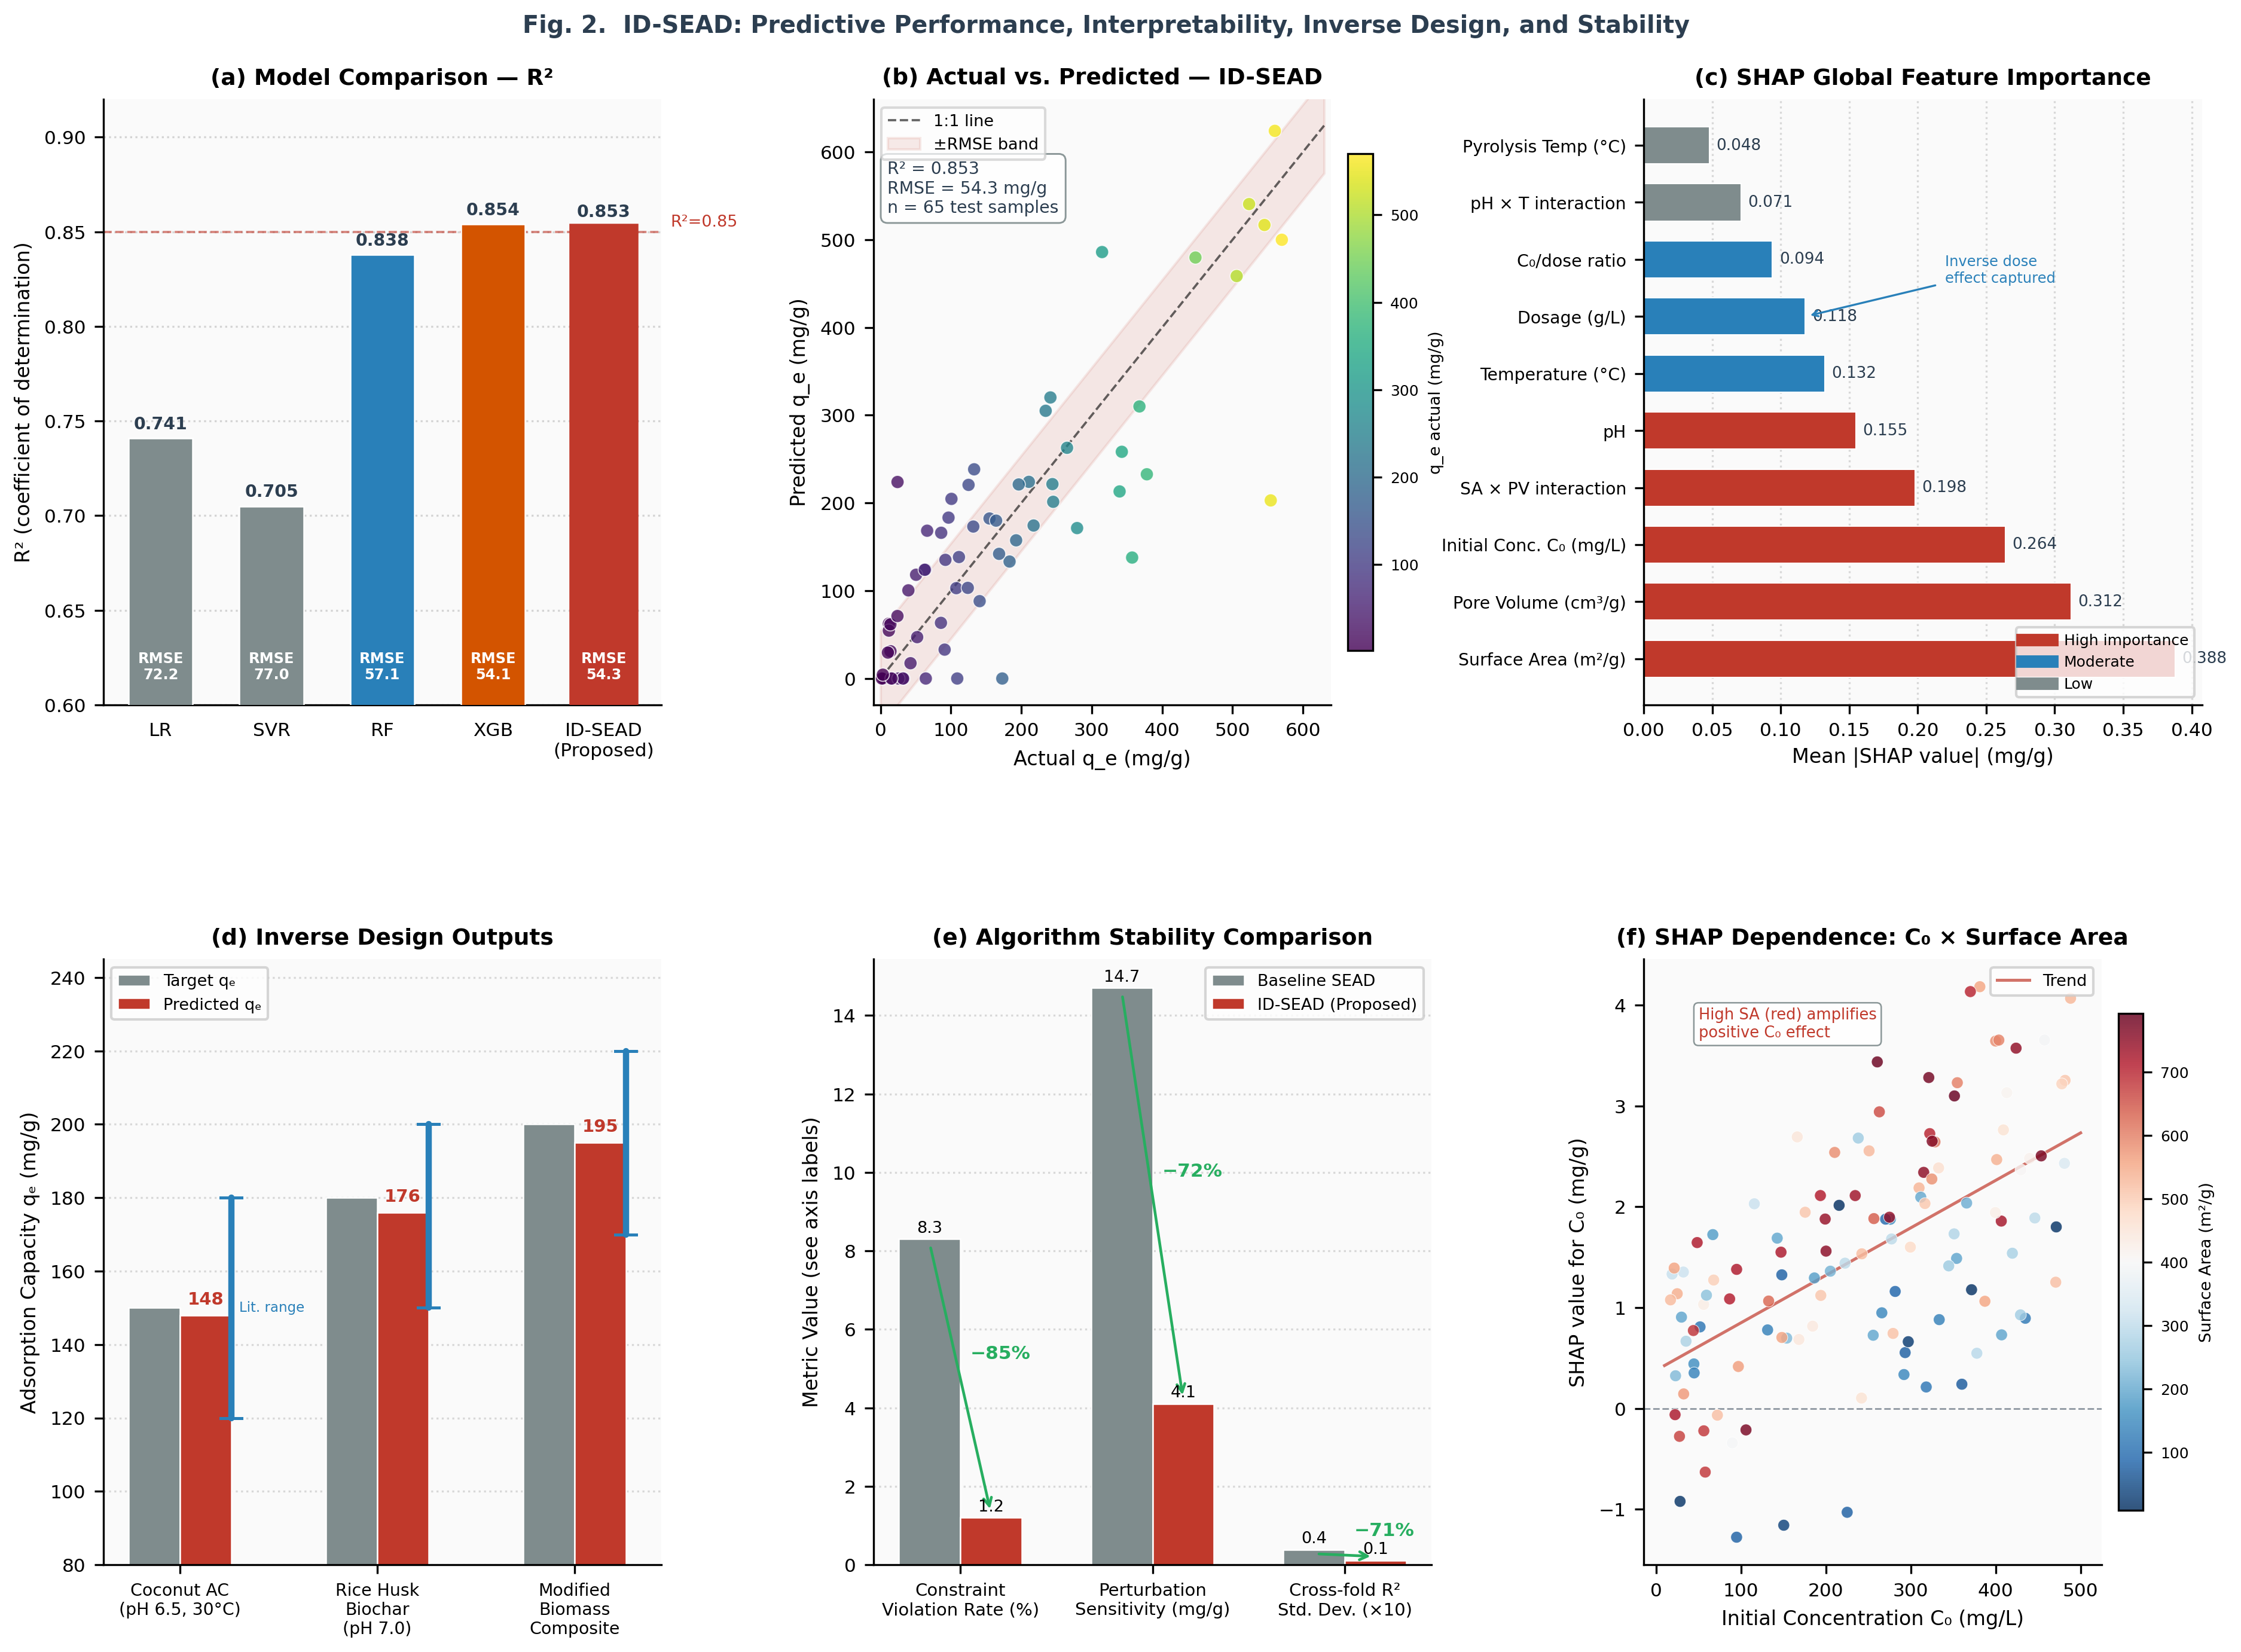 Fig. 2.  ID-SEAD: Predictive Performance, Interpretability, Inverse Design, and Stability
(a) Model Comparison — R²
R² (coefficient of determination)
0.90
0.85
0.80
0.75
0.70
0.65
0.60
0.741
0.705
0.838
0.854
0.853
R²=0.85
RMSE
72.2
RMSE
77.0
RMSE
57.1
RMSE
54.1
RMSE
54.3
LR
SVR
RF
XGB
ID-SEAD
(Proposed)
(b) Actual vs. Predicted — ID-SEAD
1:1 line
±RMSE band
R² = 0.853
RMSE = 54.3 mg/g
n = 65 test samples
Predicted q_e (mg/g)
600
500
400
300
200
100
0
0
100
200
300
400
500
600
Actual q_e (mg/g)
500
400
300
200
100
q_e actual (mg/g)
(c) SHAP Global Feature Importance
Pyrolysis Temp (°C)
0.048
pH × T interaction
0.071
C₀/dose ratio
0.094
Inverse dose
effect captured
Dosage (g/L)
0.118
Temperature (°C)
0.132
pH
0.155
SA × PV interaction
0.198
Initial Conc. C₀ (mg/L)
0.264
Pore Volume (cm³/g)
0.312
Surface Area (m²/g)
0.388
High importance
Moderate
Low
0.00
0.05
0.10
0.15
0.20
0.25
0.30
0.35
0.40
Mean |SHAP value| (mg/g)
(d) Inverse Design Outputs
Target qₑ
Predicted qₑ
Adsorption Capacity qₑ (mg/g)
240
220
200
180
160
140
120
100
80
148
176
195
Lit. range
Coconut AC
(pH 6.5, 30°C)
Rice Husk
Biochar
(pH 7.0)
Modified
Biomass
Composite
(e) Algorithm Stability Comparison
Baseline SEAD
ID-SEAD (Proposed)
Metric Value (see axis labels)
14
12
10
8
6
4
2
0
8.3
1.2
−85%
14.7
4.1
−72%
0.4
0.1
−71%
Constraint
Violation Rate (%)
Perturbation
Sensitivity (mg/g)
Cross-fold R²
Std. Dev. (×10)
(f) SHAP Dependence: C₀ × Surface Area
Trend
High SA (red) amplifies
positive C₀ effect
SHAP value for C₀ (mg/g)
4
3
2
1
0
−1
0
100
200
300
400
500
Initial Concentration C₀ (mg/L)
700
600
500
400
300
200
100
Surface Area (m²/g)